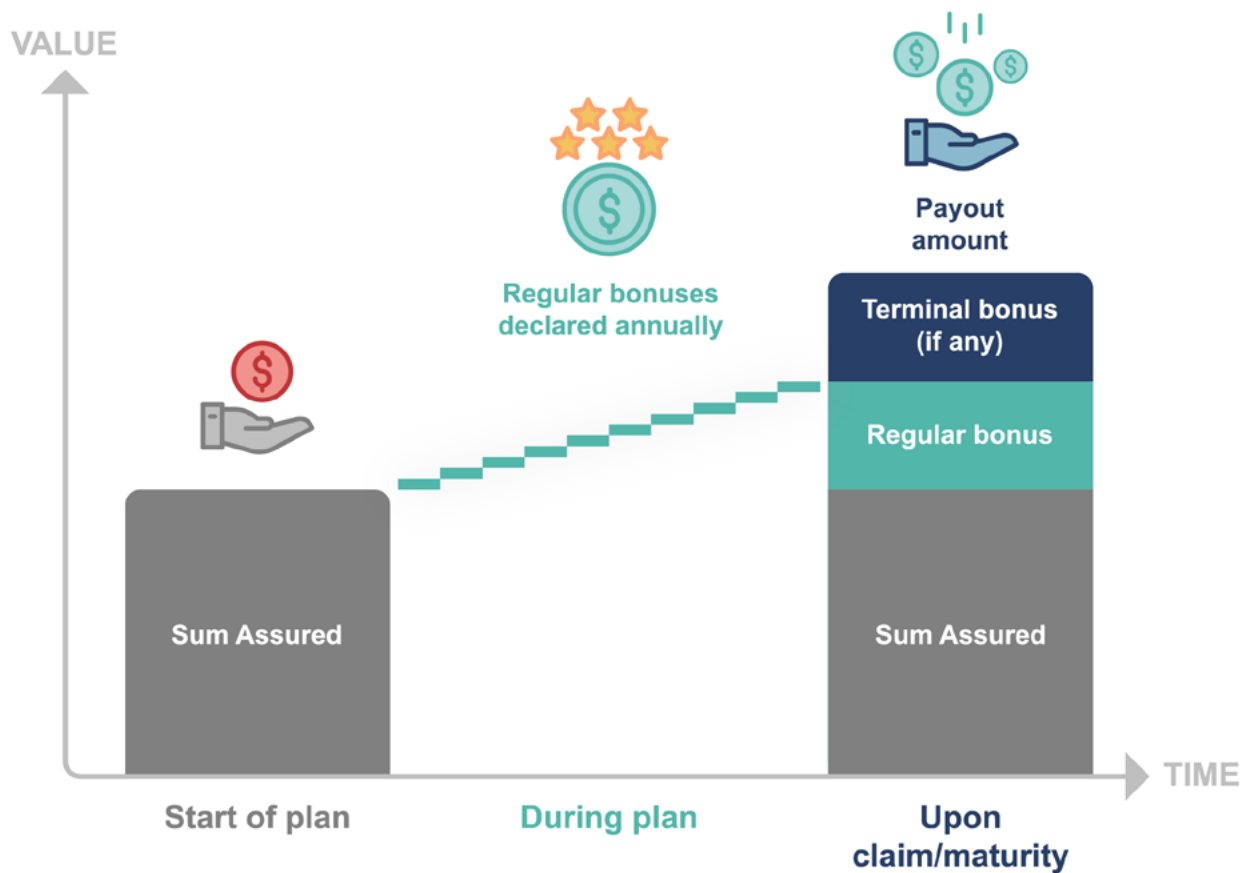 VALUE
$ $ $
Payout
amount
$
Regular bonuses
declared annually
Terminal bonus
(if any)
$
Regular bonus
Sum Assured
Sum Assured
TIME
Start of plan
During plan
Upon
claim/maturity